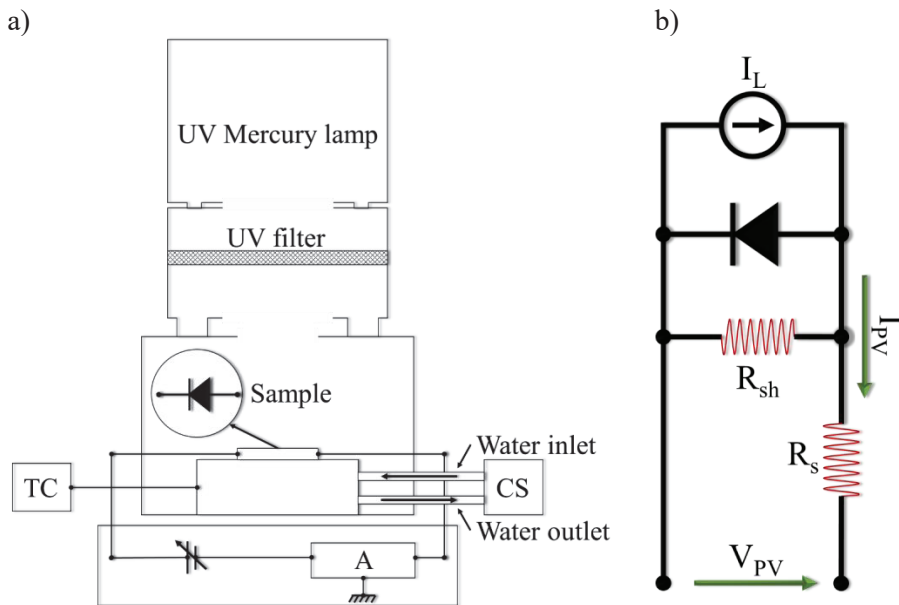 a)
UV Mercury lamp
UV filter
Sample
Water inlet
TC
CS
Water outlet
A
b)
I_L
I_PV
R_sh
R_s
V_PV